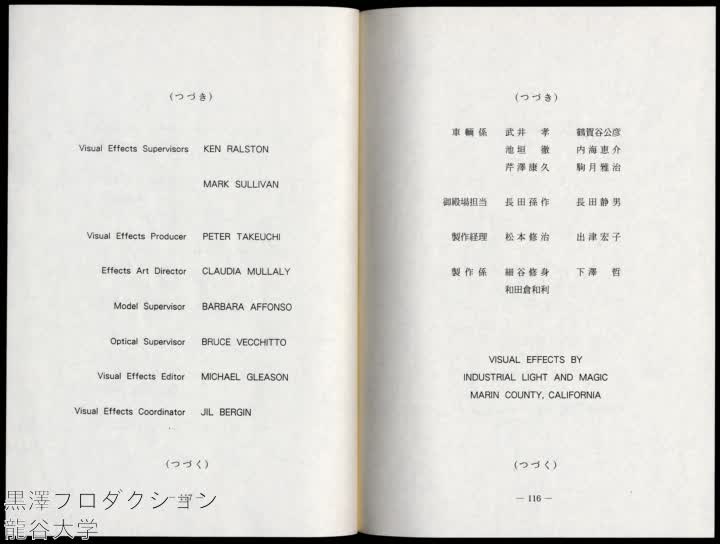 (つづき)
車輌係 武井 孝 鶴賀谷公彦
池垣 徹 内海恵介
芹澤康久 駒月雅治
御殿場担当 長田孫作 長田静男
製作経理 松本修治 出津宏子
製作係 細谷修身 下澤 哲
和田倉和利
VISUAL EFFECTS BY
INDUSTRIAL LIGHT AND MAGIC
MARIN COUNTY, CALIFORNIA
(つづく)
— 116 —
(つづき)
Visual Effects Supervisors KEN RALSTON
MARK SULLIVAN
Visual Effects Producer PETER TAKEUCHI
Effects Art Director CLAUDIA MULLALY
Model Supervisor BARBARA AFFONSO
Optical Supervisor BRUCE VECCHITTO
Visual Effects Editor MICHAEL GLEASON
Visual Effects Coordinator JIL BERGIN
(つづく)
黒澤プロダクション
龍谷大学